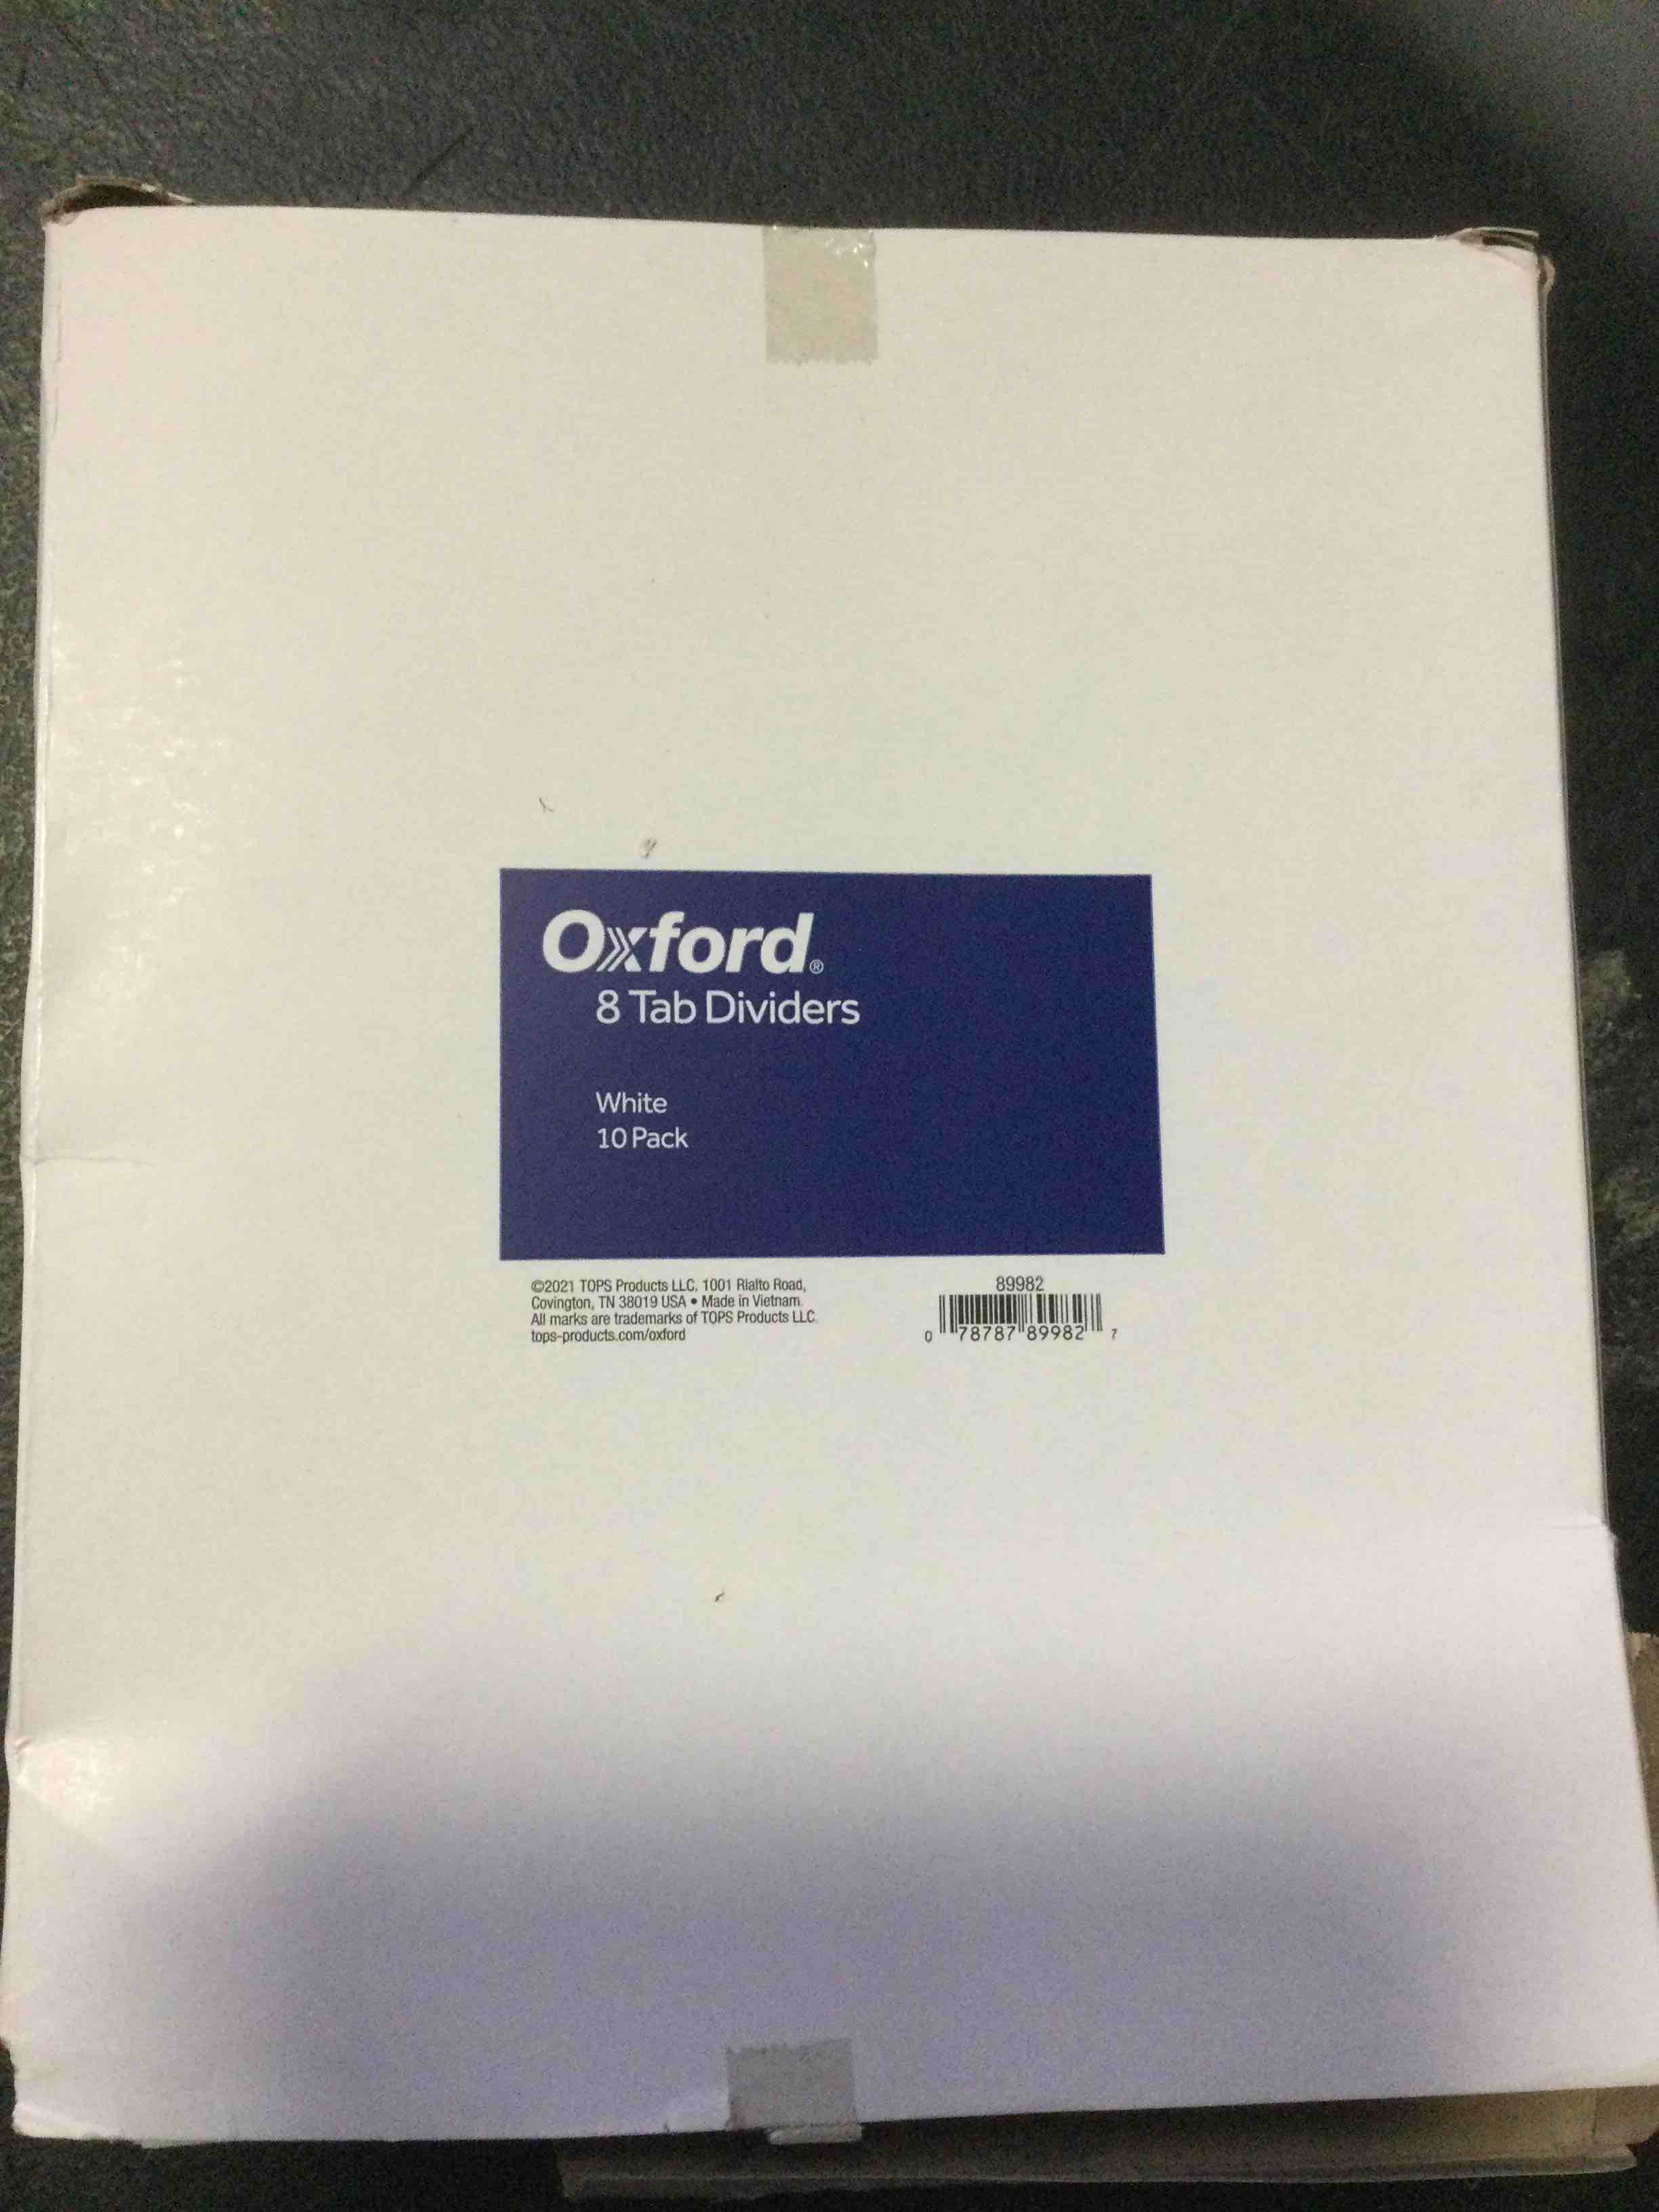 Oxford®
8 Tab Dividers
White
10 Pack
©2021 TOPS Products LLC, 1001 Rialto Road,
Covington, TN 38019 USA • Made in Vietnam.
All marks are trademarks of TOPS Products LLC.
tops-products.com/oxford
89982
0 78787 89982 7